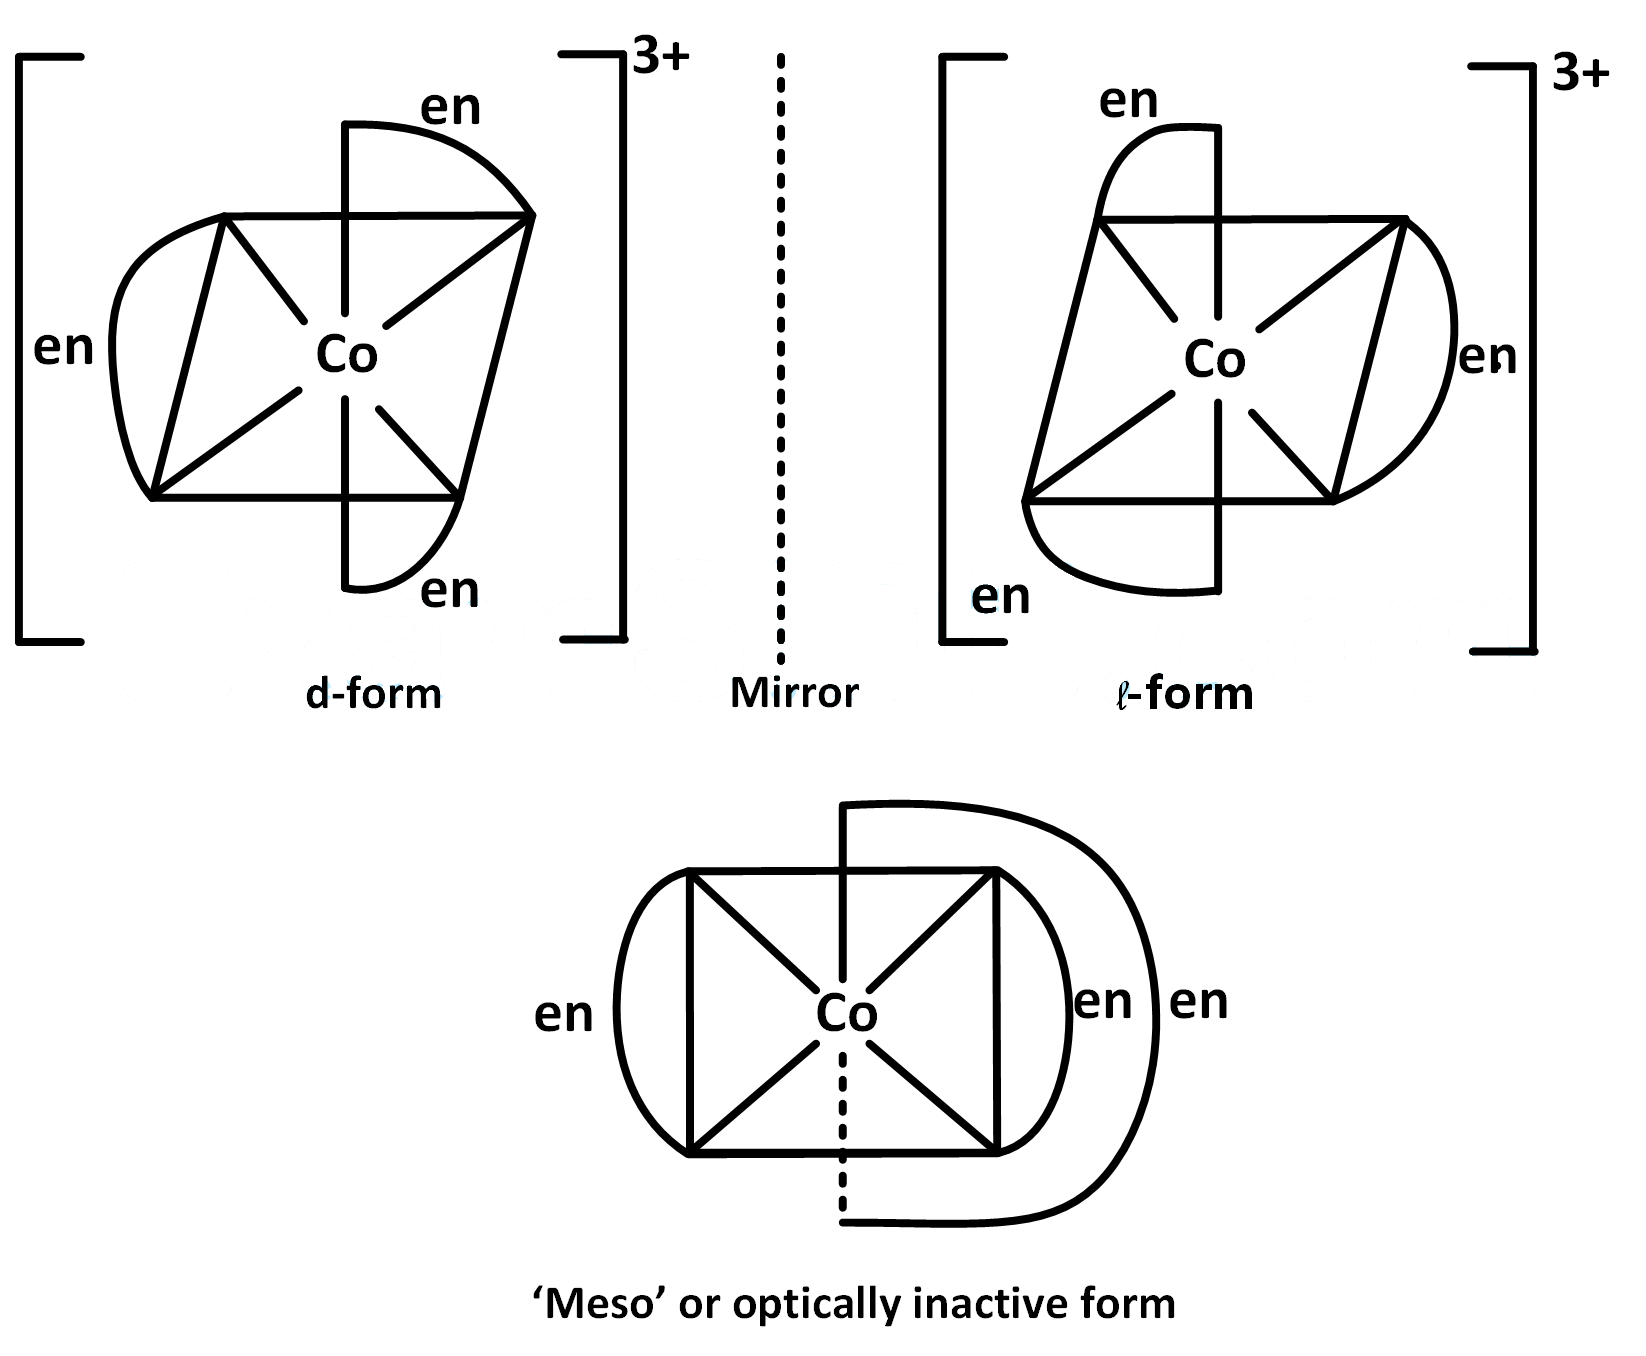 3+
en
en
Co
en
d-form
Mirror
3+
en
Co
en
en
ℓ-form
en
Co
en
en
‘Meso’ or optically inactive form